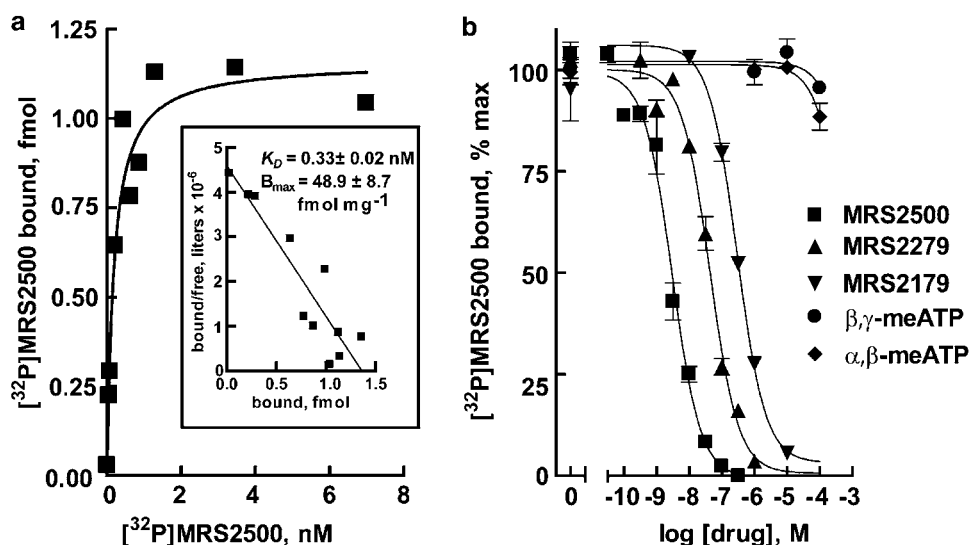 a
[³²P]MRS2500 bound, fmol
1.25
1.00
0.75
0.50
0.25
0.00
0 2 4 6 8
[³²P]MRS2500, nM
bound/free, liters x 10⁻⁶
5
4
3
2
1
0
K_D = 0.33± 0.02 nM
B_max = 48.9 ± 8.7
fmol mg⁻¹
0.0 0.5 1.0 1.5
bound, fmol
b
[³²P]MRS2500 bound, % max
100
75
50
25
0
0 -10 -9 -8 -7 -6 -5 -4 -3
log [drug], M
MRS2500
MRS2279
MRS2179
β,γ-meATP
α,β-meATP